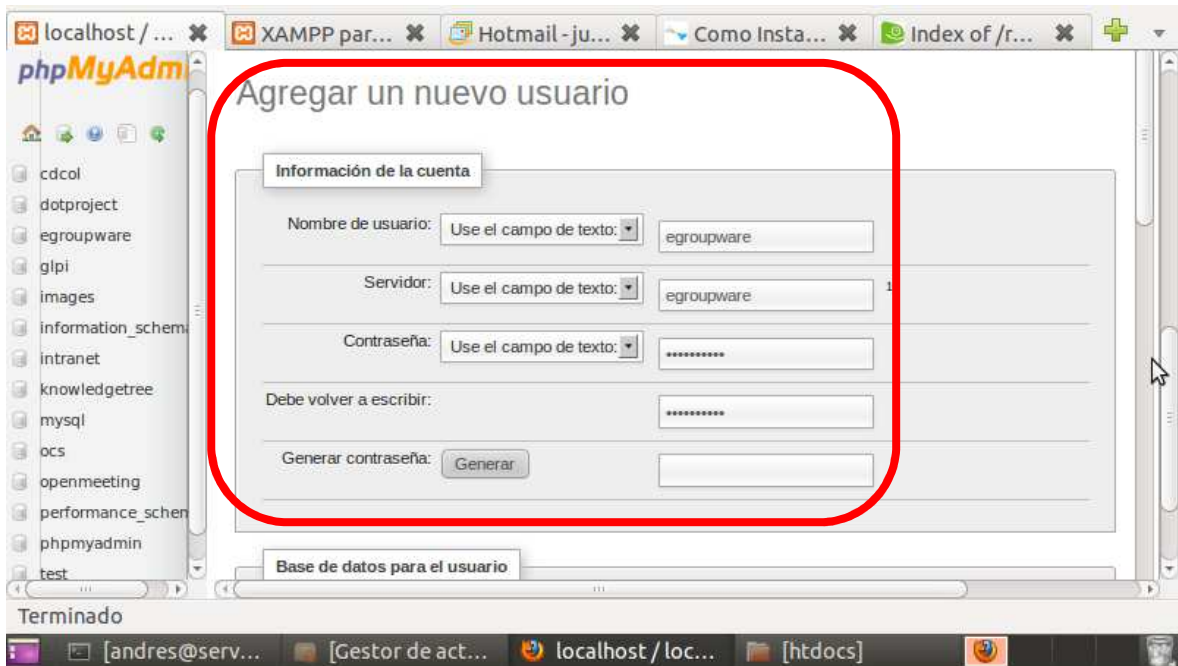 localhost / ...
XAMPP par...
Hotmail - ju...
Como Insta...
Index of /r...
phpMyAdmi
Agregar un nuevo usuario
cdcol
dotproject
egroupware
glpi
images
information_schema
intranet
knowledgetree
mysql
ocs
openmeeting
performance_schen
phpmyadmin
test
Información de la cuenta
Nombre de usuario: Use el campo de texto: egroupware
Servidor: Use el campo de texto: egroupware 1
Contraseña: Use el campo de texto: ••••••••••
Debe volver a escribir: ••••••••••
Generar contraseña: Generar
Base de datos para el usuario
Terminado
[andres@serv...
[Gestor de act...
localhost / loc...
[htdocs]